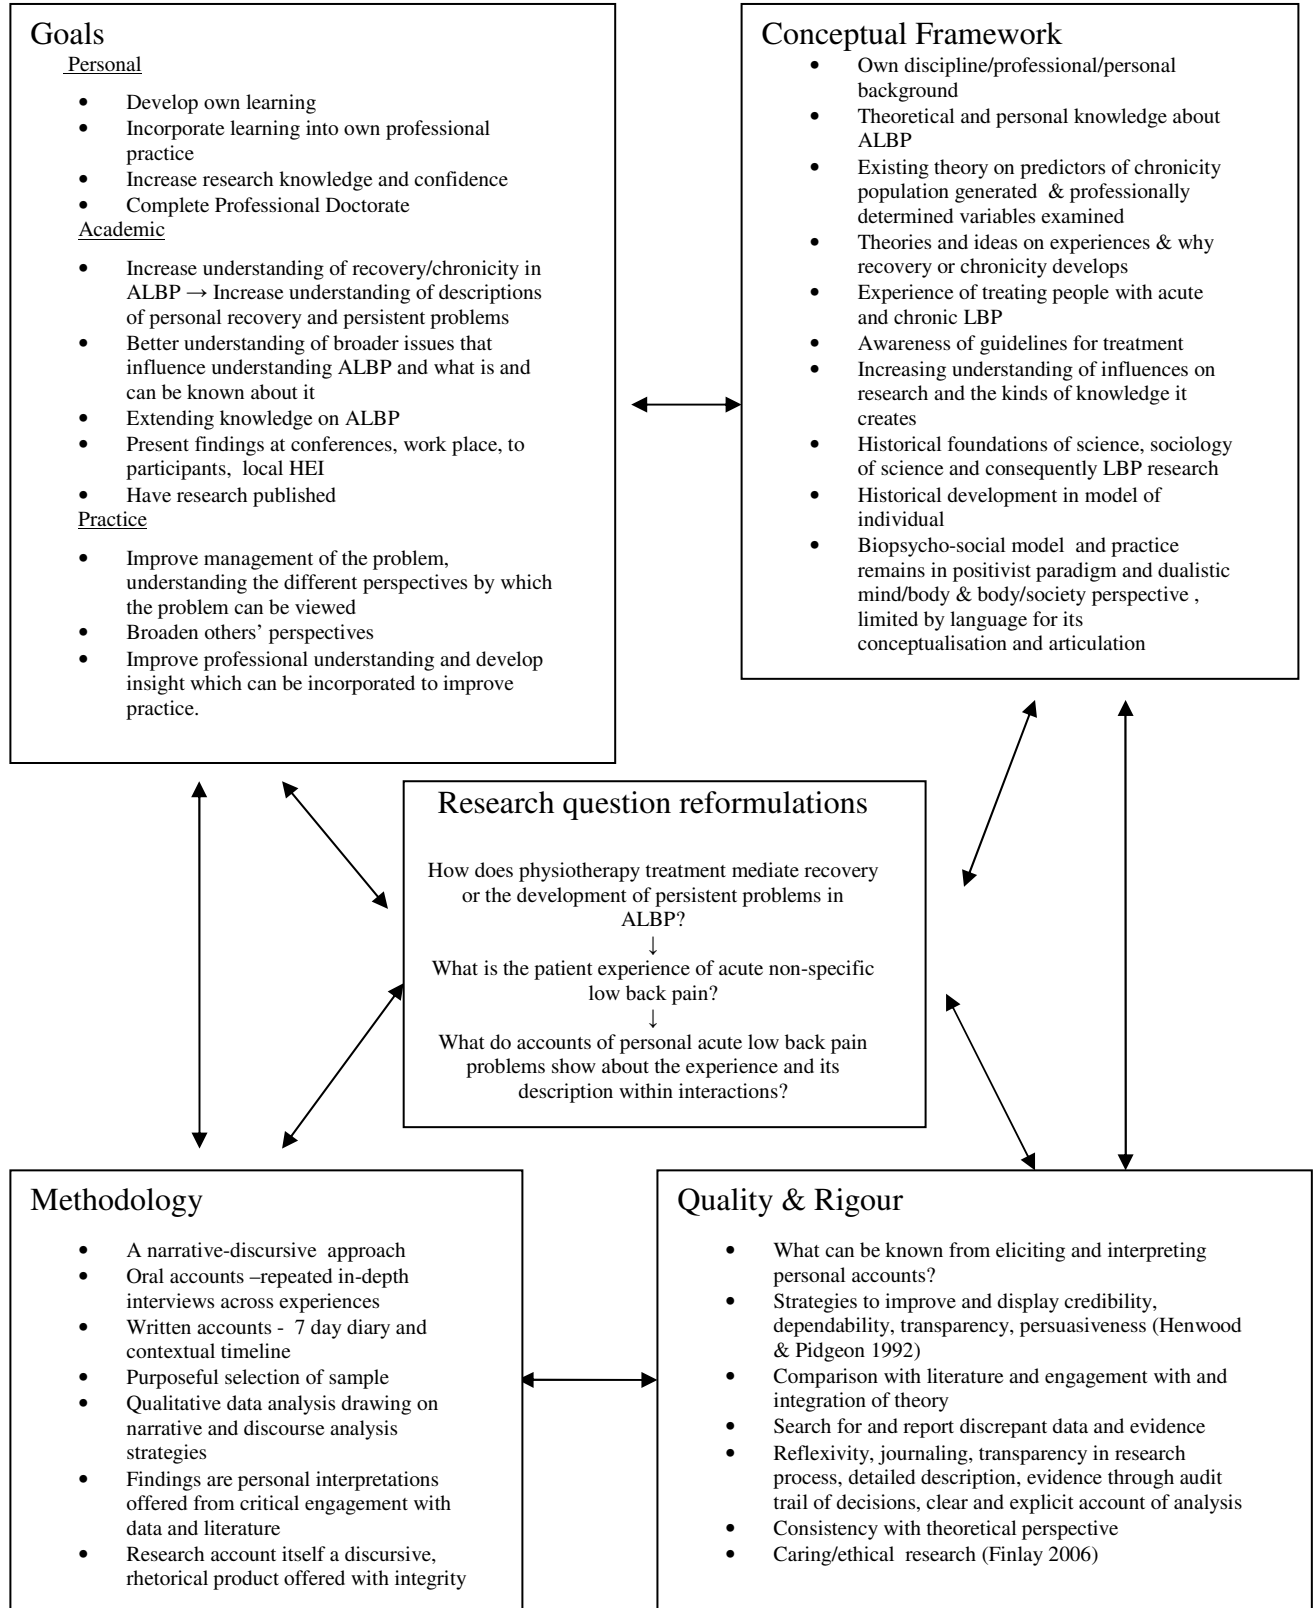 Goals
Personal
• Develop own learning
• Incorporate learning into own professional
practice
• Increase research knowledge and confidence
• Complete Professional Doctorate
Academic
• Increase understanding of recovery/chronicity in
ALBP → Increase understanding of descriptions
of personal recovery and persistent problems
• Better understanding of broader issues that
influence understanding ALBP and what is and
can be known about it
• Extending knowledge on ALBP
• Present findings at conferences, work place, to
participants, local HEI
• Have research published
Practice
• Improve management of the problem,
understanding the different perspectives by which
the problem can be viewed
• Broaden others’ perspectives
• Improve professional understanding and develop
insight which can be incorporated to improve
practice.
Conceptual Framework
• Own discipline/professional/personal
background
• Theoretical and personal knowledge about
ALBP
• Existing theory on predictors of chronicity
population generated & professionally
determined variables examined
• Theories and ideas on experiences & why
recovery or chronicity develops
• Experience of treating people with acute
and chronic LBP
• Awareness of guidelines for treatment
• Increasing understanding of influences on
research and the kinds of knowledge it
creates
• Historical foundations of science, sociology
of science and consequently LBP research
• Historical development in model of
individual
• Biopsycho-social model and practice
remains in positivist paradigm and dualistic
mind/body & body/society perspective ,
limited by language for its
conceptualisation and articulation
Research question reformulations
How does physiotherapy treatment mediate recovery
or the development of persistent problems in
ALBP?
↓
What is the patient experience of acute non-specific
low back pain?
↓
What do accounts of personal acute low back pain
problems show about the experience and its
description within interactions?
Methodology
• A narrative-discursive approach
• Oral accounts –repeated in-depth
interviews across experiences
• Written accounts - 7 day diary and
contextual timeline
• Purposeful selection of sample
• Qualitative data analysis drawing on
narrative and discourse analysis
strategies
• Findings are personal interpretations
offered from critical engagement with
data and literature
• Research account itself a discursive,
rhetorical product offered with integrity
Quality & Rigour
• What can be known from eliciting and interpreting
personal accounts?
• Strategies to improve and display credibility,
dependability, transparency, persuasiveness (Henwood
& Pidgeon 1992)
• Comparison with literature and engagement with and
integration of theory
• Search for and report discrepant data and evidence
• Reflexivity, journaling, transparency in research
process, detailed description, evidence through audit
trail of decisions, clear and explicit account of analysis
• Consistency with theoretical perspective
• Caring/ethical research (Finlay 2006)